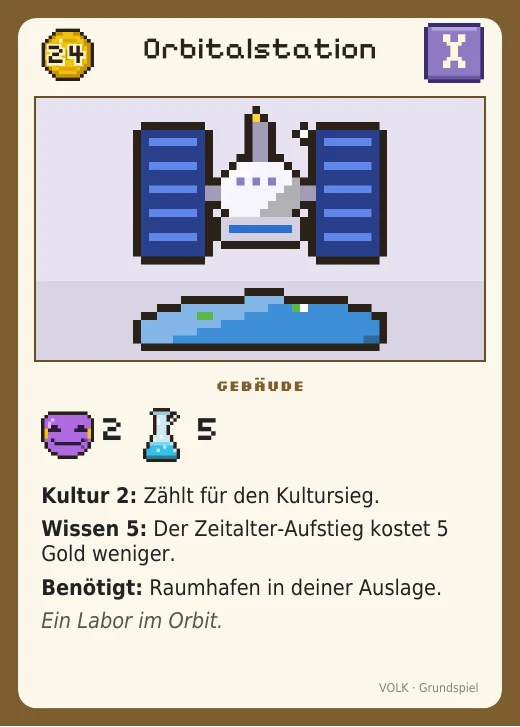 24
Orbitalstation
X
GEBÄUDE
2
5
Kultur 2: Zählt für den Kultursieg.
Wissen 5: Der Zeitalter-Aufstieg kostet 5
Gold weniger.
Benötigt: Raumhafen in deiner Auslage.
Ein Labor im Orbit.
VOLK · Grundspiel